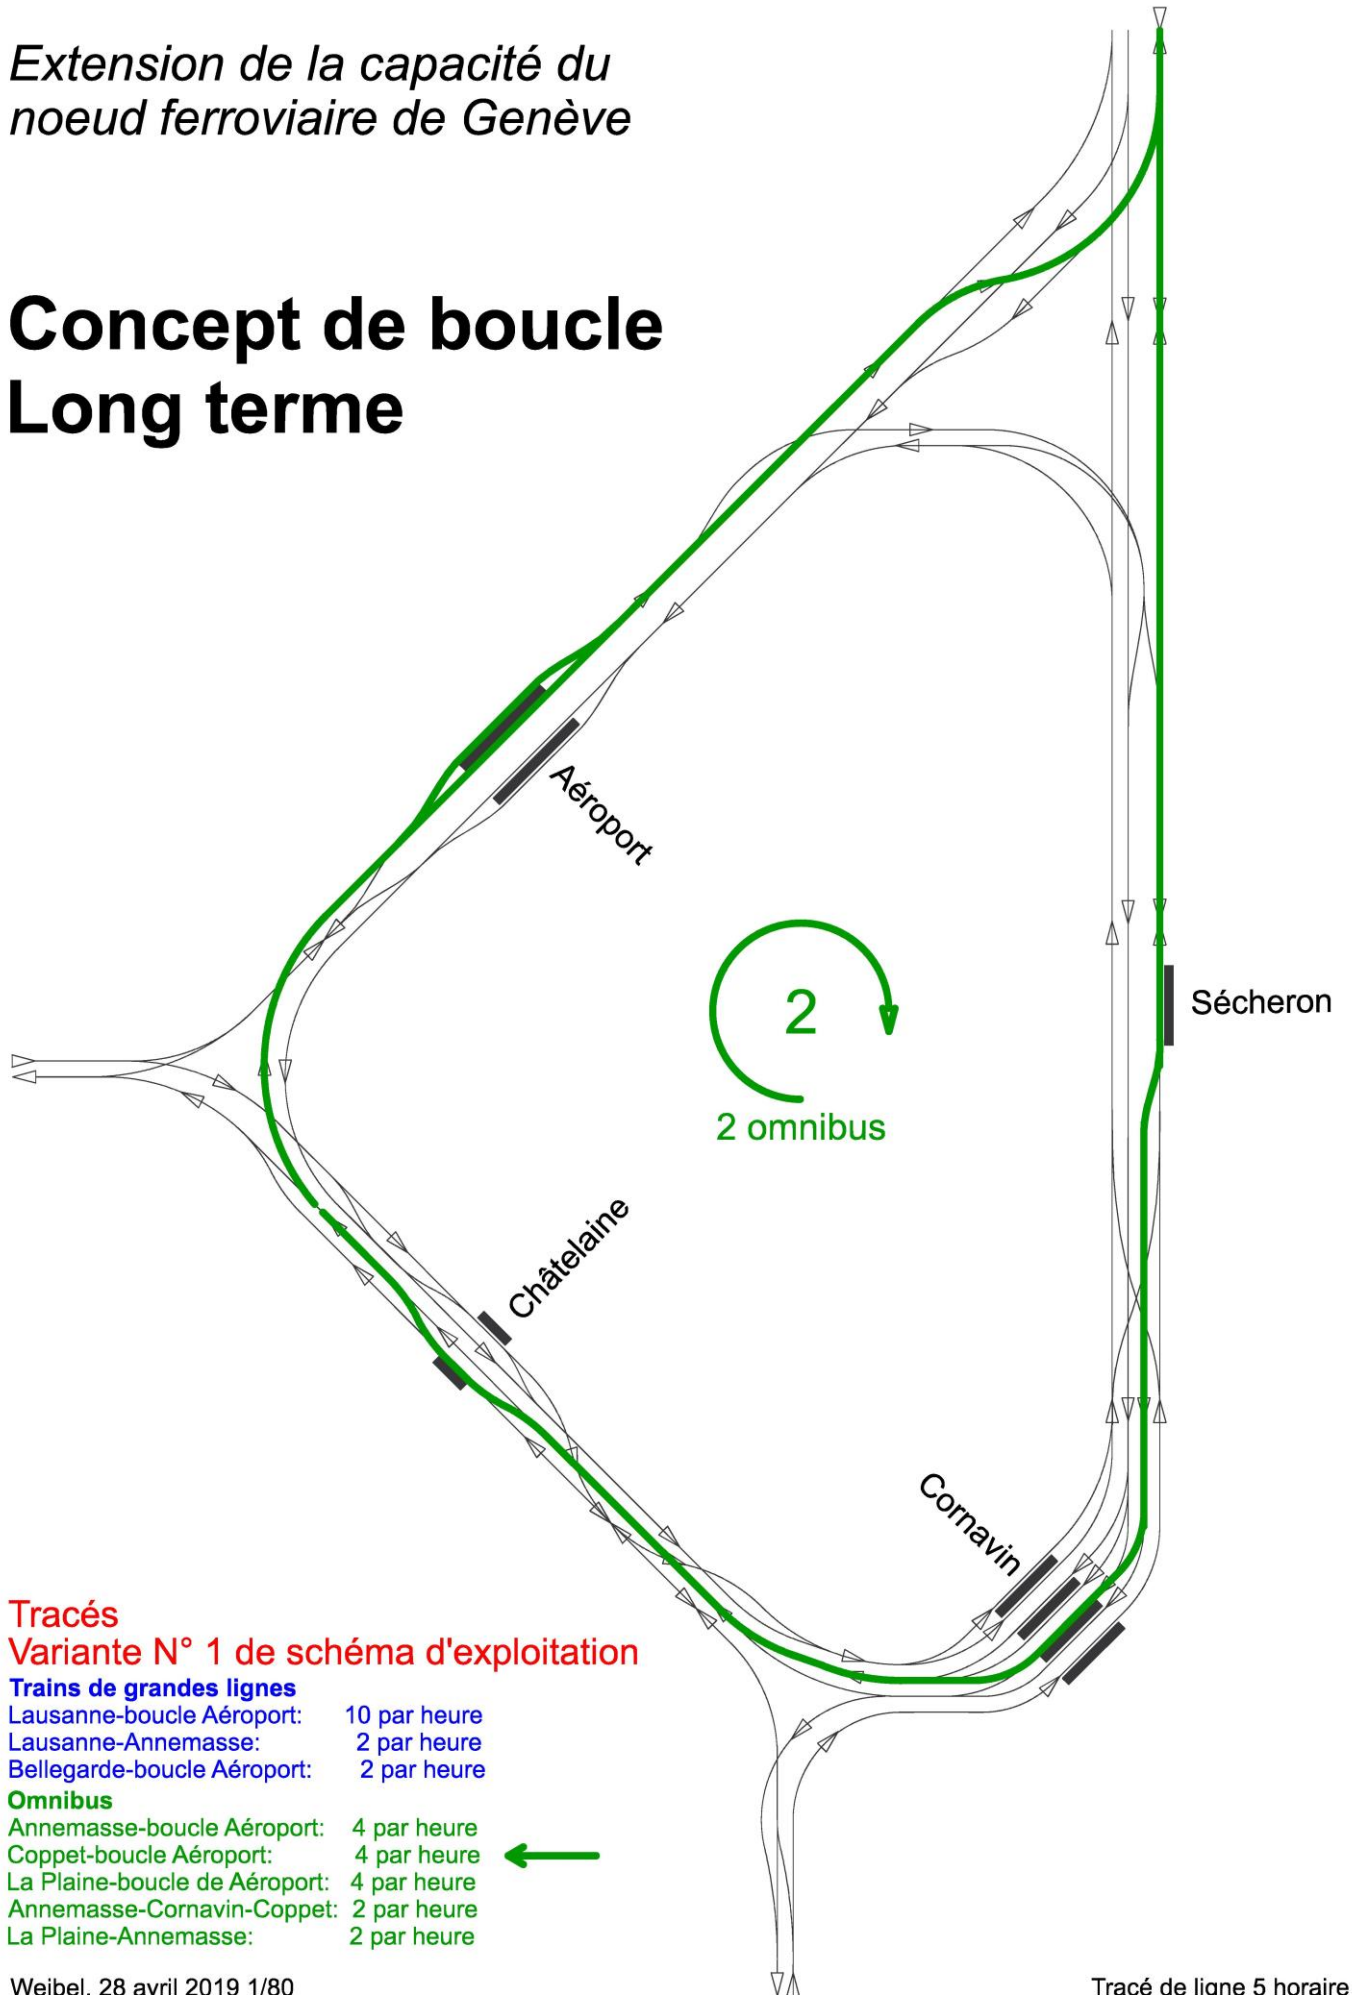 Extension de la capacité du
noeud ferroviaire de Genève
Concept de boucle
Long terme
Aéroport
Sécheron
2
2 omnibus
Châtelaine
Cornavin
Tracés
Variante N° 1 de schéma d'exploitation
Trains de grandes lignes
Lausanne-boucle Aéroport: 10 par heure
Lausanne-Annemasse: 2 par heure
Bellegarde-boucle Aéroport: 2 par heure
Omnibus
Annemasse-boucle Aéroport: 4 par heure
Coppet-boucle Aéroport: 4 par heure
La Plaine-boucle de Aéroport: 4 par heure
Annemasse-Cornavin-Coppet: 2 par heure
La Plaine-Annemasse: 2 par heure
Weibel, 28 avril 2019 1/80
Tracé de ligne 5 horaire